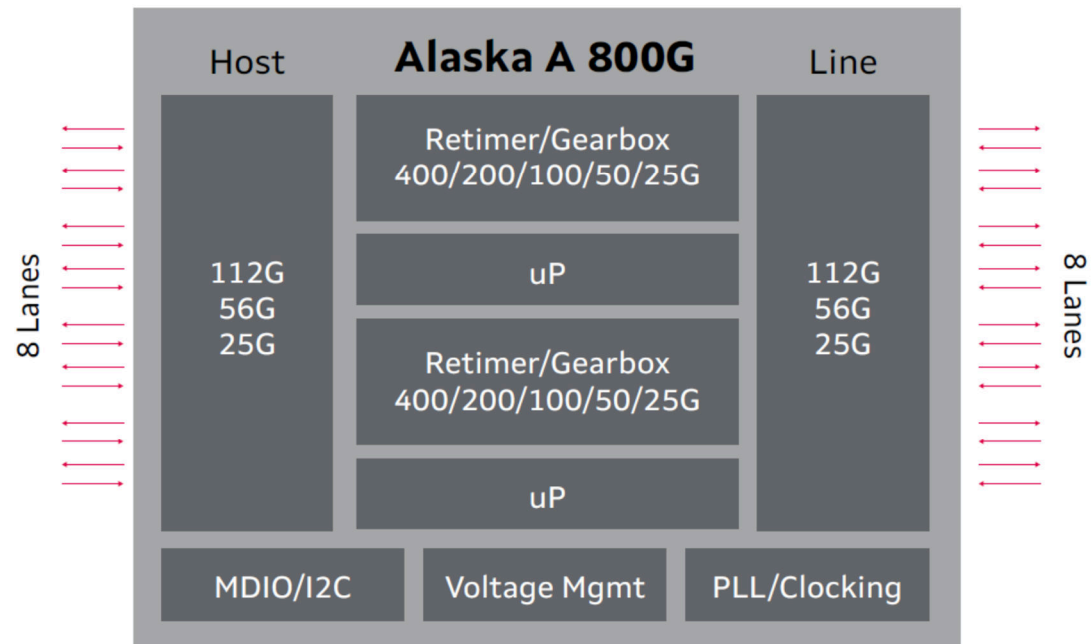 Host
Alaska A 800G
Line
Retimer/Gearbox
400/200/100/50/25G
uP
112G
56G
25G
112G
56G
25G
Retimer/Gearbox
400/200/100/50/25G
uP
8 Lanes
8 Lanes
MDIO/I2C
Voltage Mgmt
PLL/Clocking